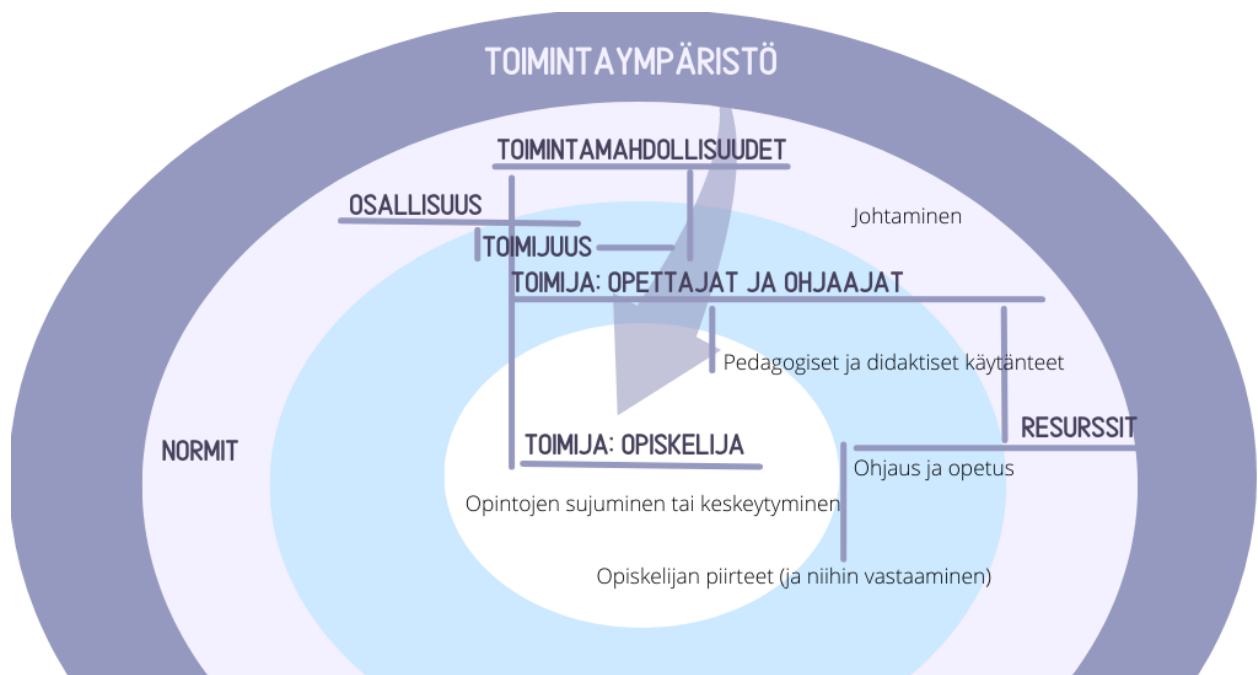 TOIMINTAYMPÄRISTÖ
TOIMINTAMAHDOLLISUUDET
OSALLISUUS
Johtaminen
TOIMIJUUS
TOIMIJA: OPETTAJAT JA OHJAAJAT
Pedagogiset ja didaktiset käytänteet
RESURSSIT
NORMIT
TOIMIJA: OPISKELIJA
Ohjaus ja opetus
Opintojen sujuminen tai keskeytyminen
Opiskelijan piirteet (ja niihin vastaaminen)